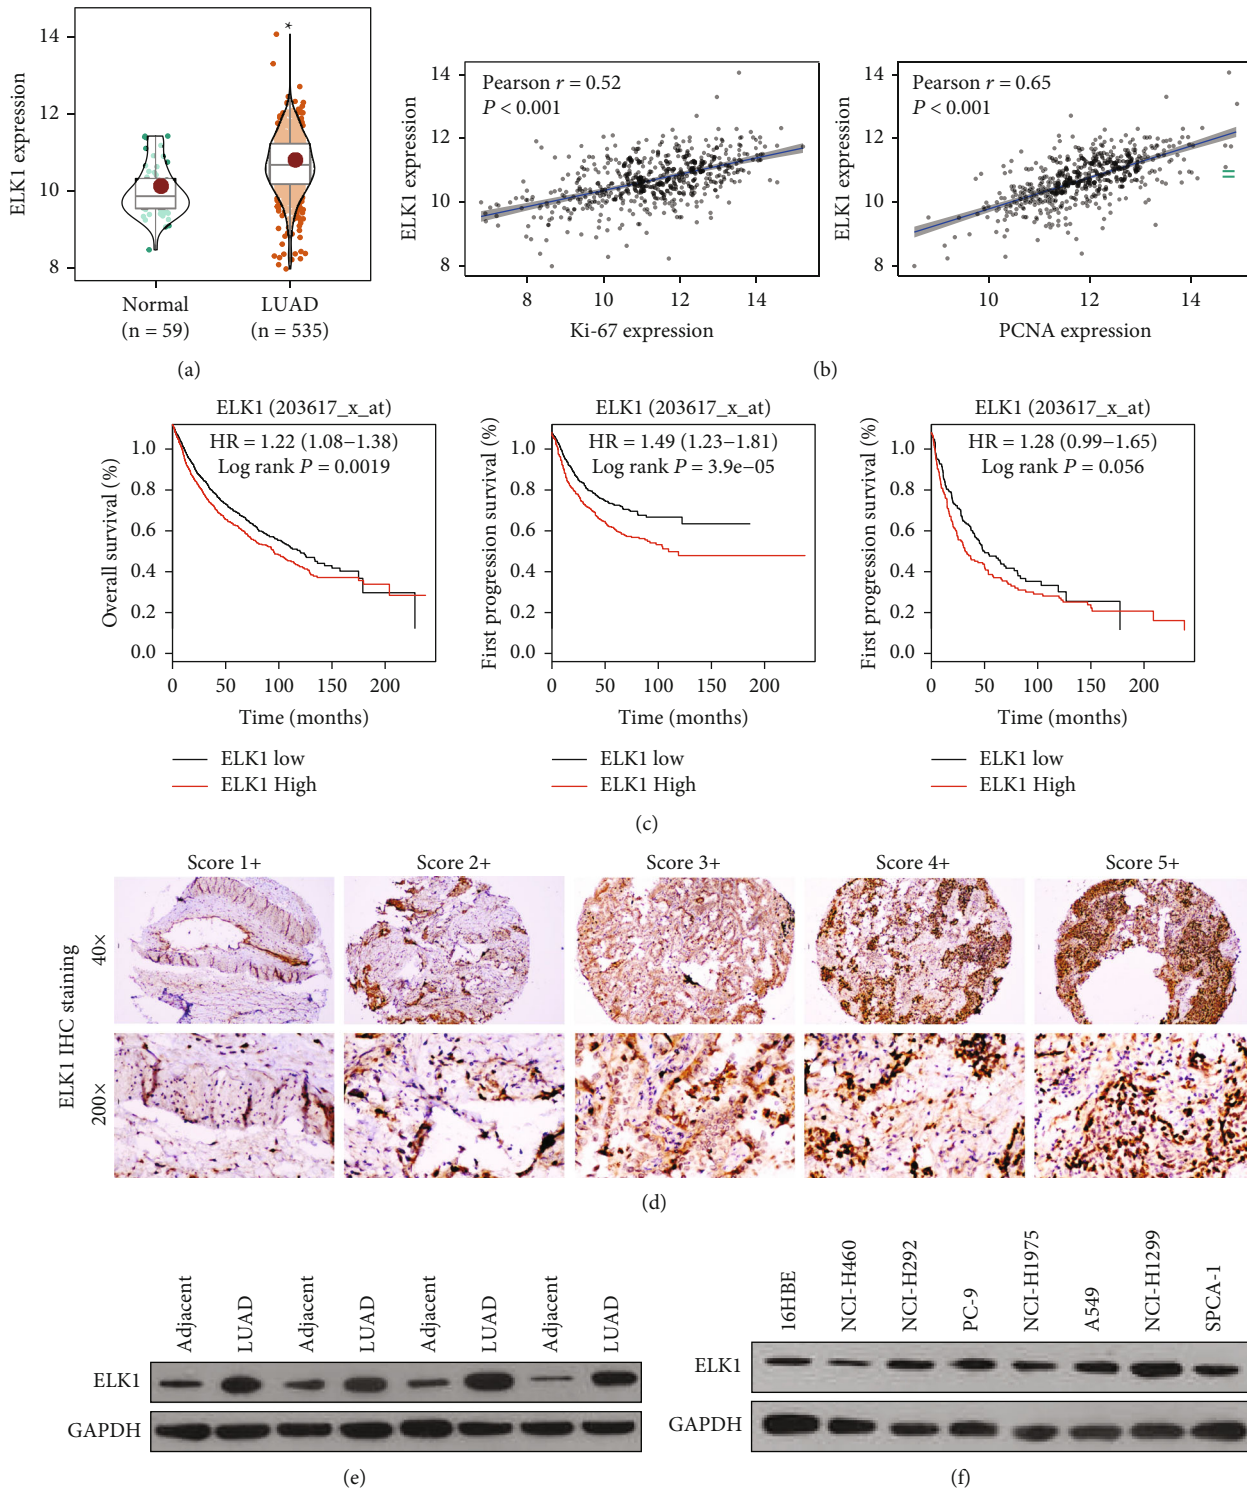 ELK1 expression
14
12
10
8
*
Normal
(n = 59)
LUAD
(n = 535)
(a)
ELK1 expression
14
12
10
8
Pearson r = 0.52
P < 0.001
8 10 12 14
Ki-67 expression
ELK1 expression
14
12
10
8
Pearson r = 0.65
P < 0.001
10 12 14
PCNA expression
(b)
ELK1 (203617_x_at)
HR = 1.22 (1.08–1.38)
Log rank P = 0.0019
Overall survival (%)
1.0
0.8
0.6
0.4
0.2
0.0
0 50 100 150 200
Time (months)
ELK1 low
ELK1 High
ELK1 (203617_x_at)
HR = 1.49 (1.23–1.81)
Log rank P = 3.9e–05
First progression survival (%)
1.0
0.8
0.6
0.4
0.2
0.0
0 50 100 150 200
Time (months)
ELK1 low
ELK1 High
ELK1 (203617_x_at)
HR = 1.28 (0.99–1.65)
Log rank P = 0.056
First progression survival (%)
1.0
0.8
0.6
0.4
0.2
0.0
0 50 100 150 200
Time (months)
ELK1 low
ELK1 High
(c)
Score 1+ Score 2+ Score 3+ Score 4+ Score 5+
ELK1 IHC staining
40×
200×
(d)
Adjacent LUAD Adjacent LUAD Adjacent LUAD Adjacent LUAD
ELK1
GAPDH
(e)
16HBE NCI-H460 NCI-H292 PC-9 NCI-H1975 A549 NCI-H1299 SPCA-1
ELK1
GAPDH
(f)